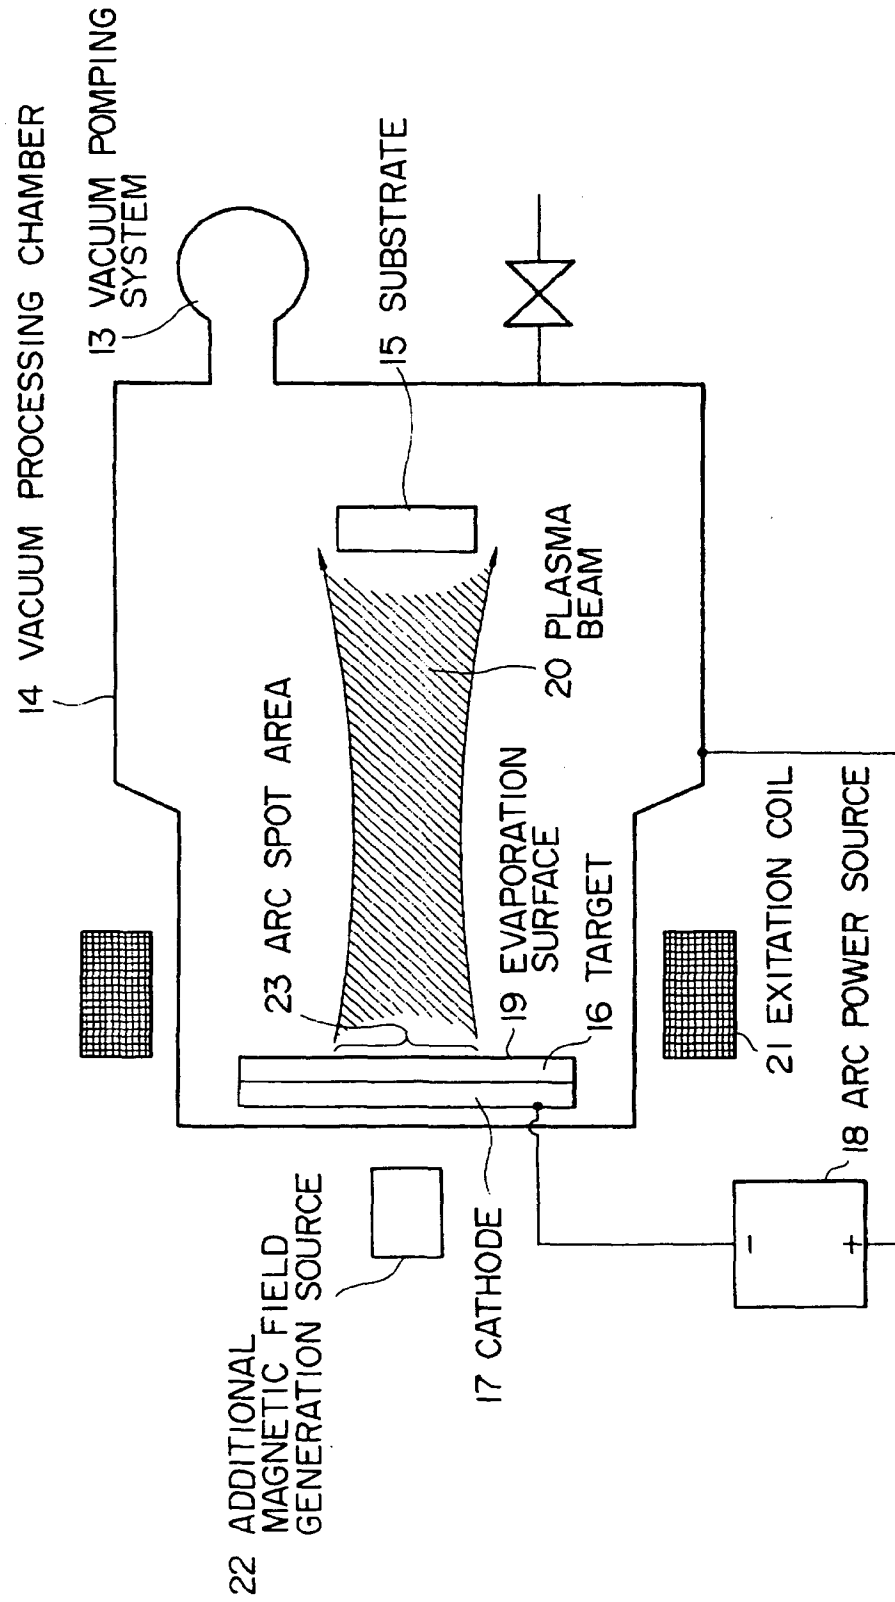 14 VACUUM PROCESSING CHAMBER
13 VACUUM POMPING
SYSTEM
15 SUBSTRATE
20 PLASMA
BEAM
23 ARC SPOT AREA
19 EVAPORATION
SURFACE
16 TARGET
21 EXITATION COIL
18 ARC POWER SOURCE
-
+
17 CATHODE
22 ADDITIONAL
MAGNETIC FIELD
GENERATION SOURCE